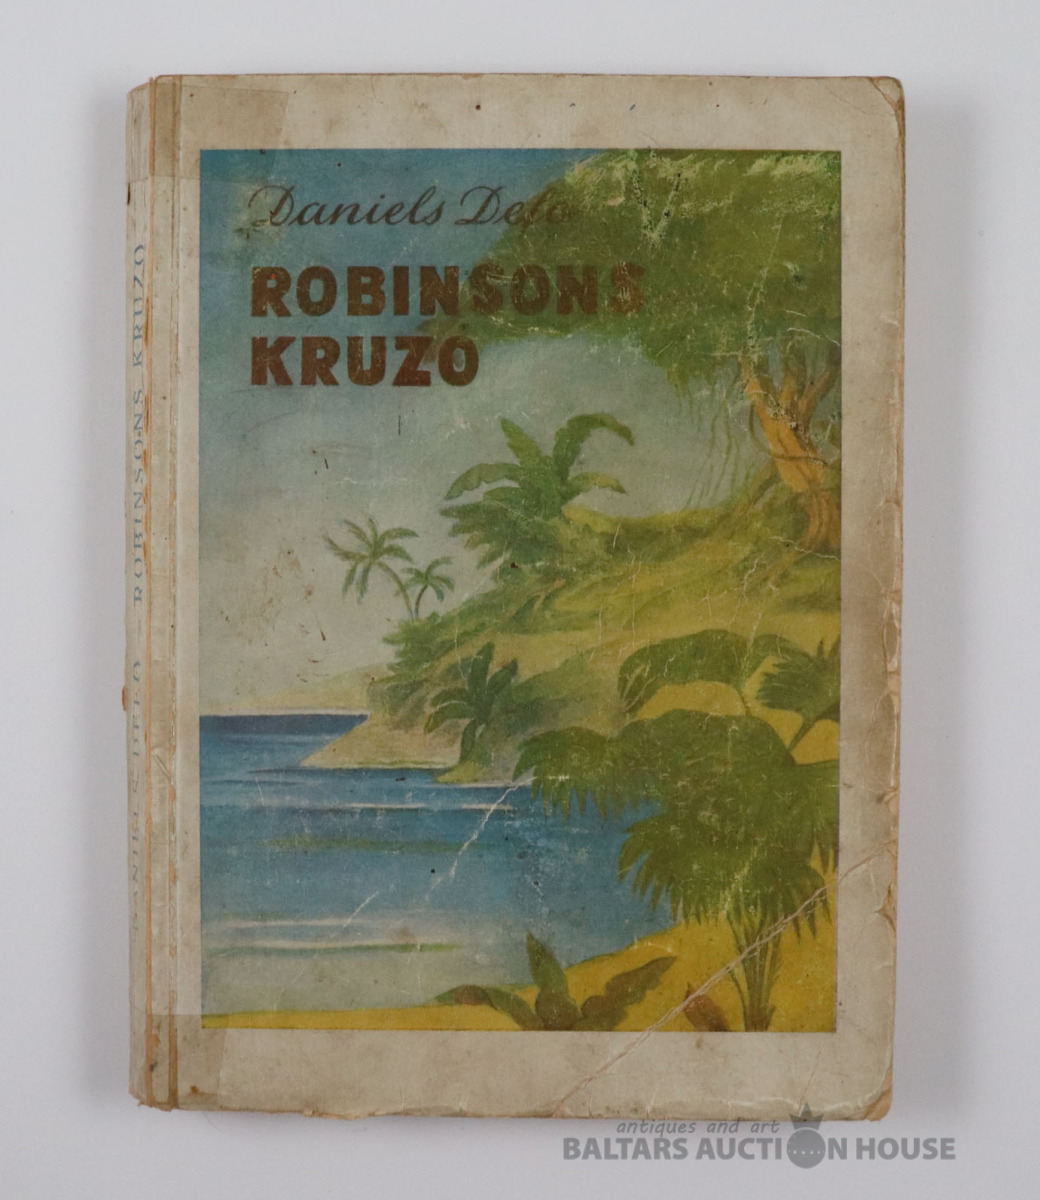 Daniels Defo
ROBINSONS
KRUZO
DANIELS DEFO — ROBINSONS KRUZO
antiques and art
BALTARS AUCTION HOUSE